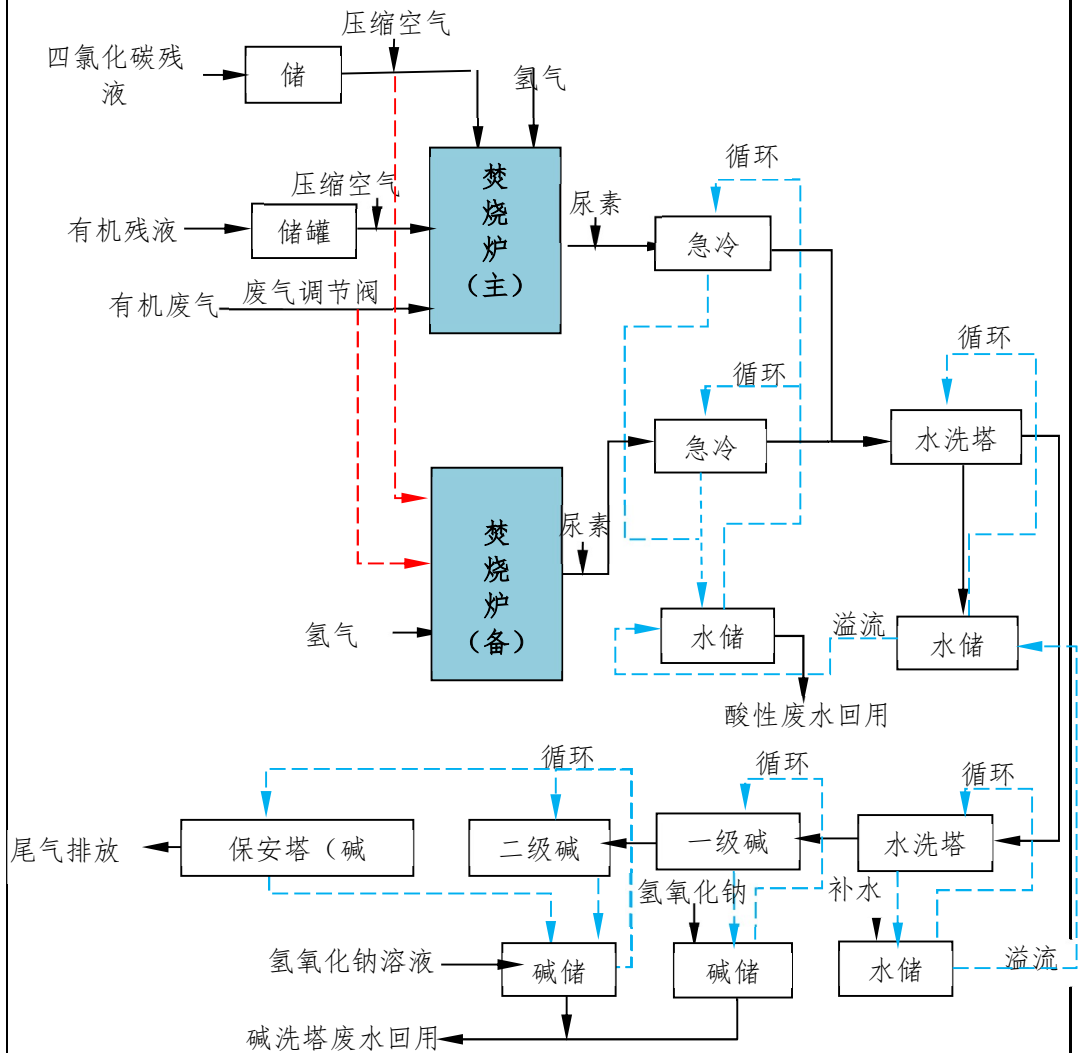 压缩空气
四氯化碳残
液
储
氢气
焚
烧
炉
（主）
循环
压缩空气
尿素
有机残液
储罐
急冷
有机废气
废气调节阀
循环
循环
急冷
水洗塔
焚
烧
炉
（备）
尿素
氢气
水储
溢流
水储
酸性废水回用
循环
循环
循环
尾气排放
保安塔（碱
二级碱
一级碱
水洗塔
氢氧化钠
补水
氢氧化钠溶液
碱储
碱储
水储
溢流
碱洗塔废水回用